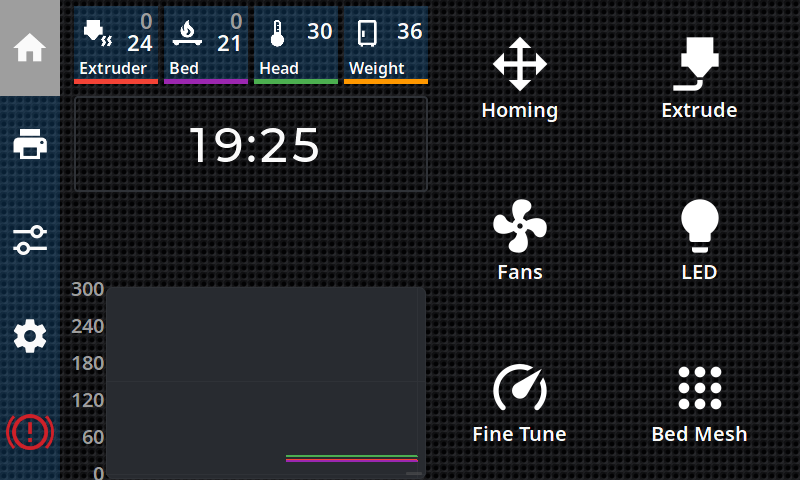 0
24
Extruder
0
21
Bed
30
Head
36
Weight
19:25
300
240
180
120
60
0
Homing
Extrude
Fans
LED
Fine Tune
Bed Mesh